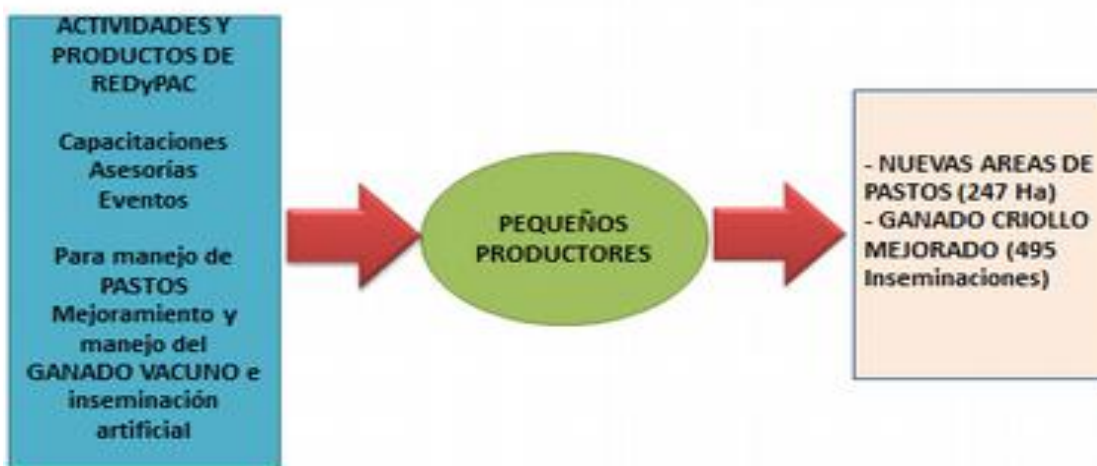 ACTIVIDADES Y
PRODUCTOS DE
REDyPAC
Capacitaciones
Asesorías
Eventos
Para manejo de
PASTOS
Mejoramiento y
manejo del
GANADO VACUNO e
inseminación
artificial
PEQUEÑOS
PRODUCTORES
- NUEVAS AREAS DE
PASTOS (247 Ha)
- GANADO CRIOLLO
MEJORADO (495
Inseminaciones)